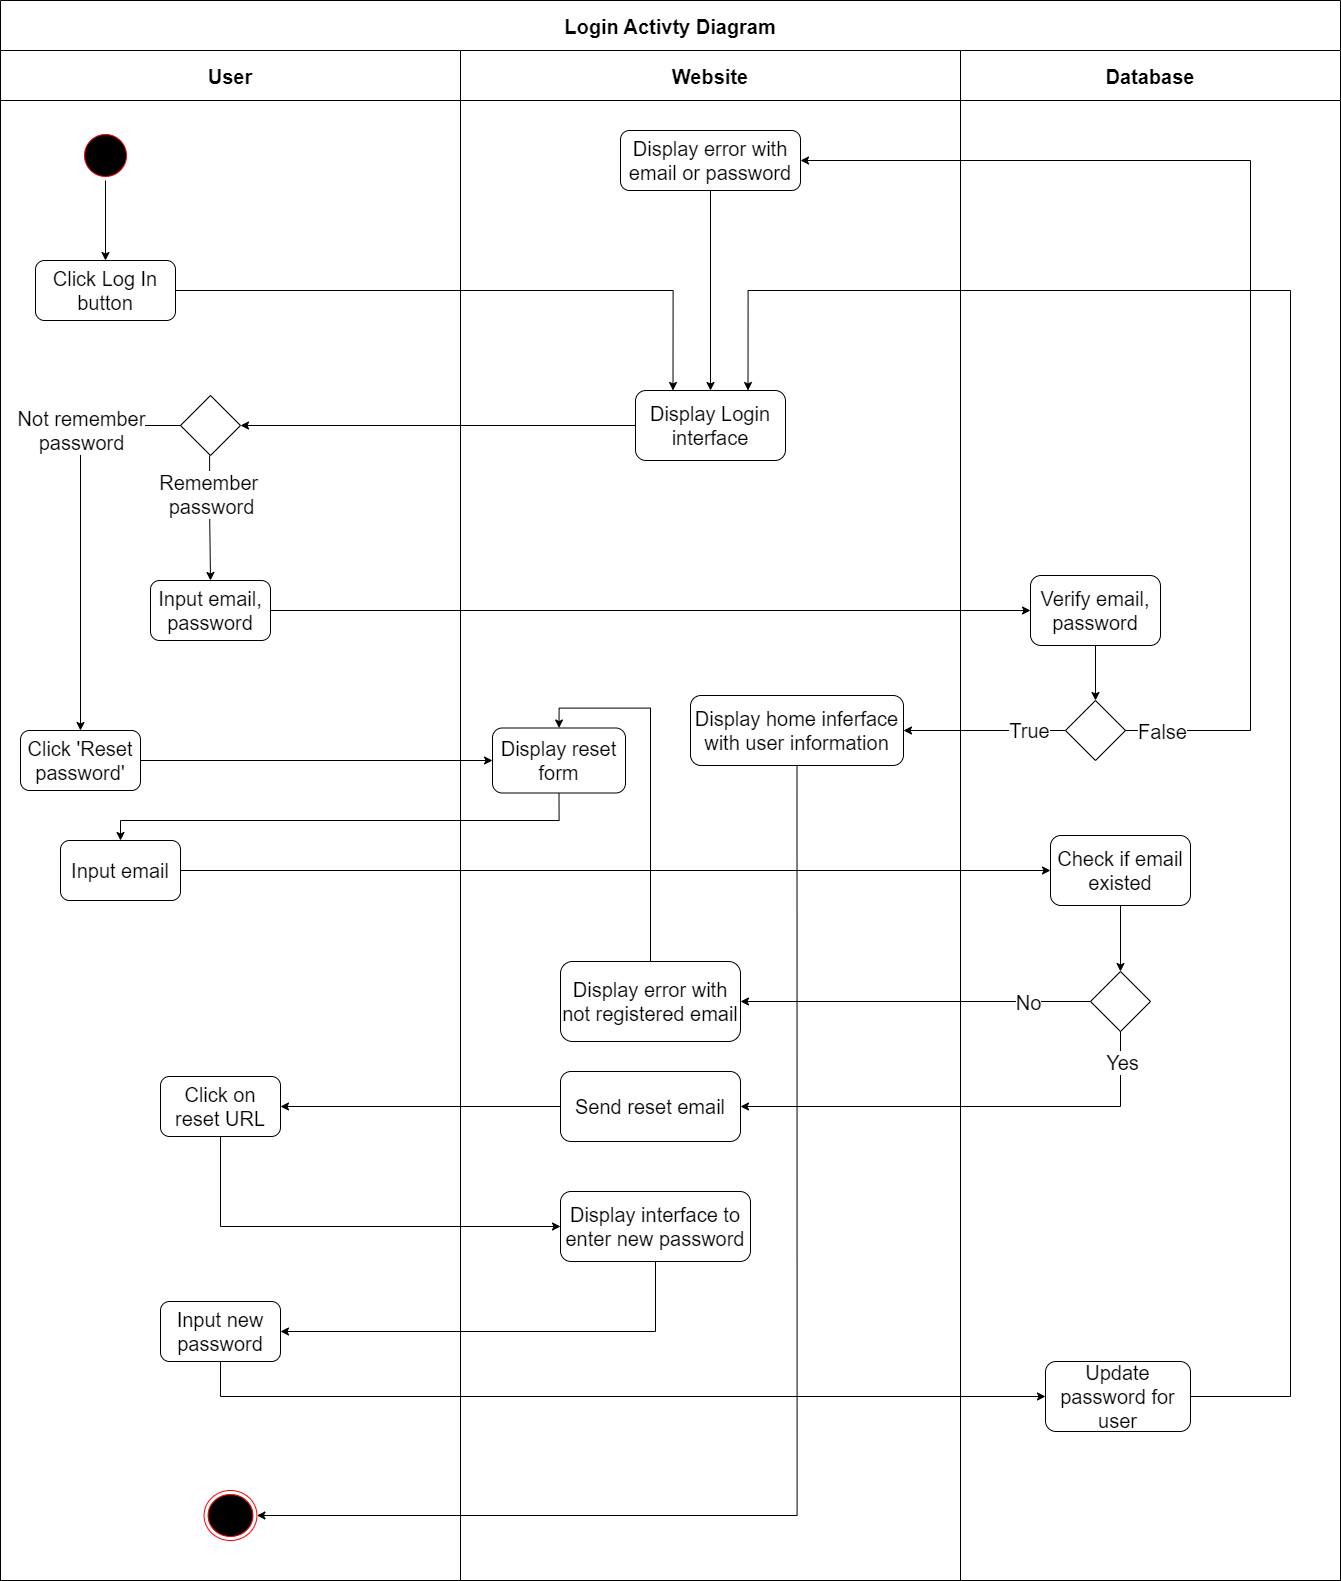 Login Activty Diagram
User
Website
Database
Display error with
email or password
Click Log In
button
Not remember
password
Display Login
interface
Remember
password
Input email,
password
Verify email,
password
Display home inferface
with user information
True
False
Click 'Reset
password'
Display reset
form
Input email
Check if email
existed
Display error with
not registered email
No
Yes
Click on
reset URL
Send reset email
Display interface to
enter new password
Input new
password
Update
password for
user